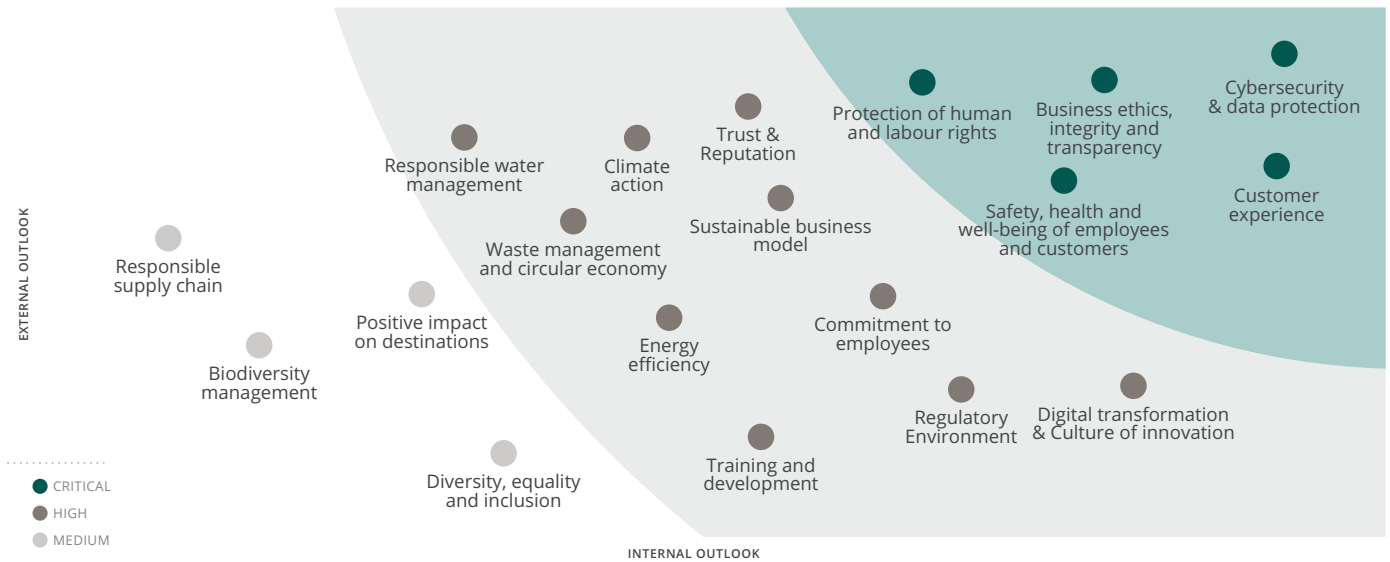 Cybersecurity
& data protection
Protection of human
and labour rights
Business ethics,
integrity and
transparency
Trust &
Reputation
Responsible water
management
Climate
action
Customer
experience
Safety, health and
well-being of employees
and customers
Sustainable business
model
Waste management
and circular economy
EXTERNAL OUTLOOK
Responsible
supply chain
Positive impact
on destinations
Commitment to
employees
Energy
efficiency
Biodiversity
management
Regulatory
Environment
Digital transformation
& Culture of innovation
Training and
development
Diversity, equality
and inclusion
CRITICAL
HIGH
MEDIUM
INTERNAL OUTLOOK